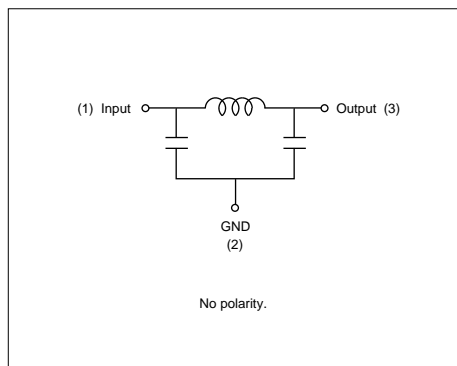 (1) Input
Output (3)
GND
(2)
No polarity.